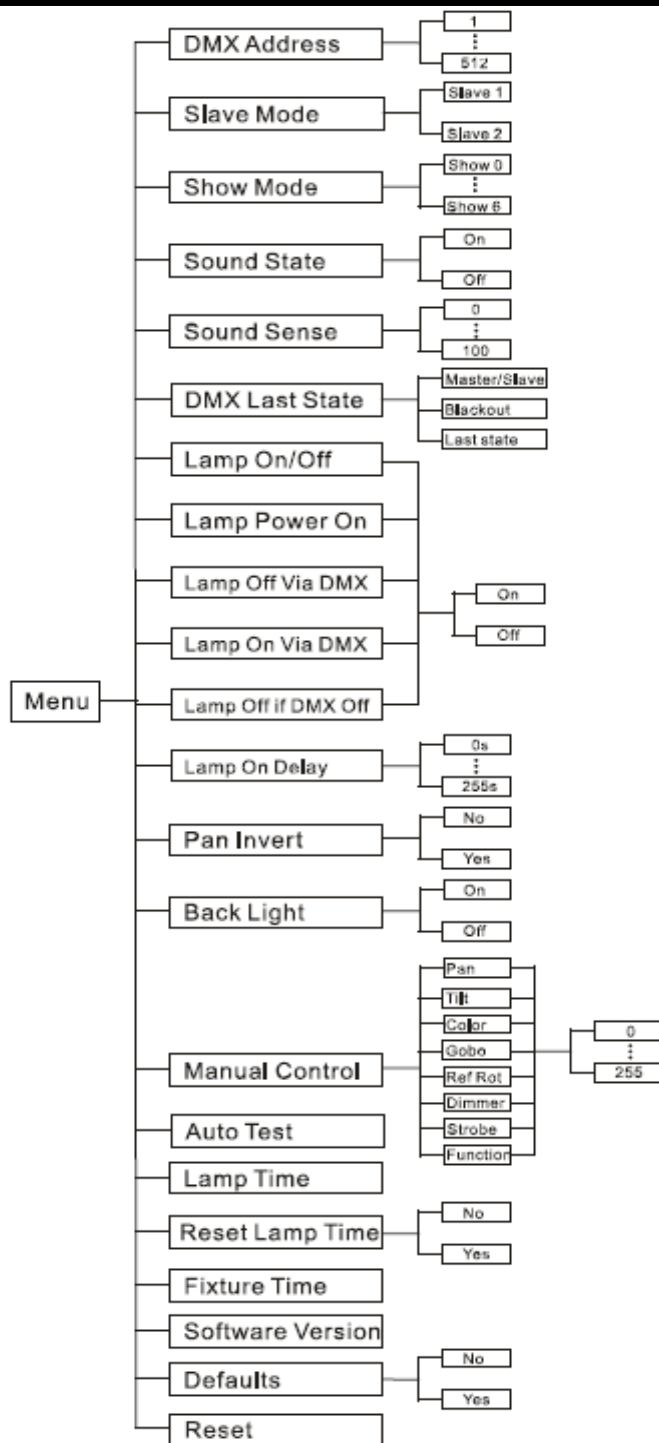 DMX Address
1
512
Slave Mode
Slave 1
Slave 2
Show Mode
Show 0
Show 6
Sound State
On
Off
Sound Sense
0
100
DMX Last State
Master/Slave
Blackout
Last state
Lamp On/Off
Lamp Power On
Lamp Off Via DMX
Lamp On Via DMX
Lamp Off if DMX Off
On
Off
Menu
Lamp On Delay
0s
255s
Pan Invert
No
Yes
Back Light
On
Off
Manual Control
Pan
Tilt
Color
Gobo
Ref Rot
Dimmer
Strobe
Function
0
255
Auto Test
Lamp Time
Reset Lamp Time
No
Yes
Fixture Time
Software Version
Defaults
No
Yes
Reset